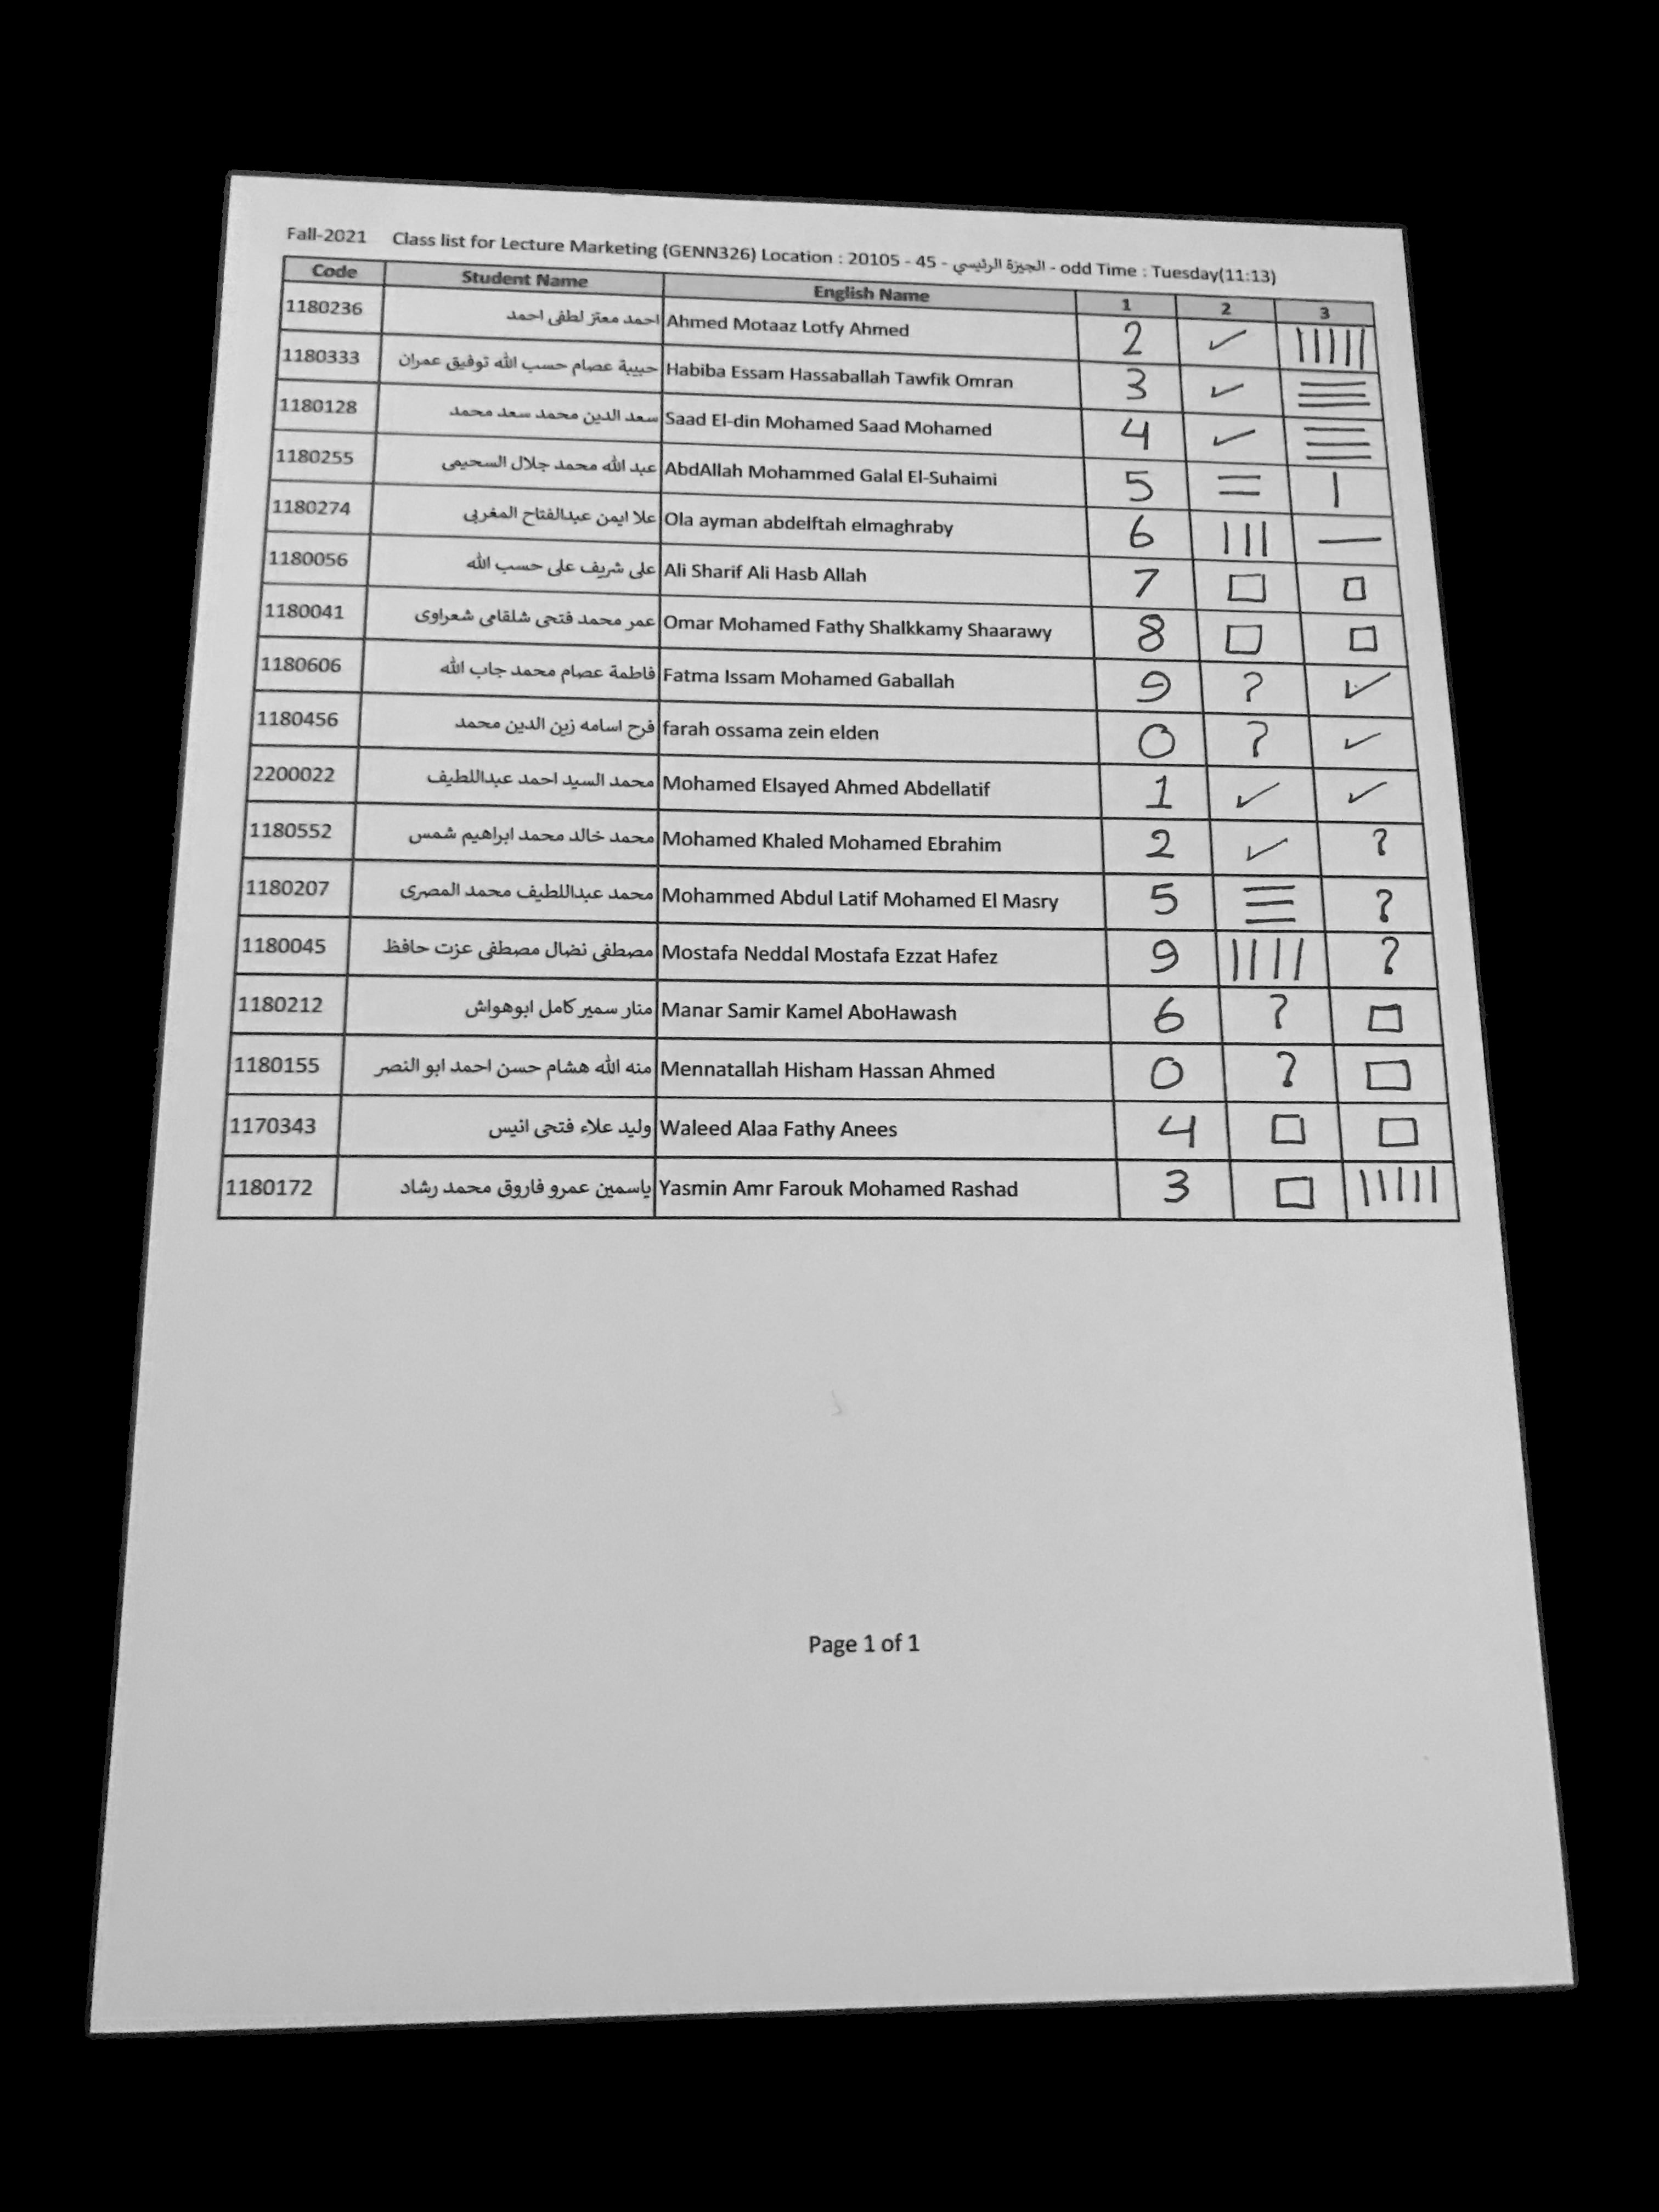 Fall-2021 Class list for Lecture Marketing (GENN326) Location : 20105 - 45 - الجيزة الرئيسي - odd Time : Tuesday(11:13)
Code Student Name English Name 1 2 3
1180236 احمد معتز لطفى احمد Ahmed Motaaz Lotfy Ahmed 2 ✓ |||||
1180333 حبيبة عصام حسب الله توفيق عمران Habiba Essam Hassaballah Tawfik Omran 3 ✓ ☰
1180128 سعد الدين محمد سعد محمد Saad El-din Mohamed Saad Mohamed 4 ✓ ☰
1180255 عبد الله محمد جلال السحيمى AbdAllah Mohammed Galal El-Suhaimi 5 = |
1180274 علا ايمن عبدالفتاح المغربى Ola ayman abdelftah elmaghraby 6 ||| —
1180056 على شريف على حسب الله Ali Sharif Ali Hasb Allah 7 □ □
1180041 عمر محمد فتحى شلقامى شعراوى Omar Mohamed Fathy Shalkkamy Shaarawy 8 □ □
1180606 فاطمة عصام محمد جاب الله Fatma Issam Mohamed Gaballah 9 ? ✓
1180456 فرح اسامه زين الدين محمد farah ossama zein elden 0 ? ✓
2200022 محمد السيد احمد عبداللطيف Mohamed Elsayed Ahmed Abdellatif 1 ✓ ✓
1180552 محمد خالد محمد ابراهيم شمس Mohamed Khaled Mohamed Ebrahim 2 ✓ ?
1180207 محمد عبداللطيف محمد المصرى Mohammed Abdul Latif Mohamed El Masry 5 ☰ ?
1180045 مصطفى نضال مصطفى عزت حافظ Mostafa Neddal Mostafa Ezzat Hafez 9 |||| ?
1180212 منار سمير كامل ابوهواش Manar Samir Kamel AboHawash 6 ? □
1180155 منه الله هشام حسن احمد ابو النصر Mennatallah Hisham Hassan Ahmed 0 ? □
1170343 وليد علاء فتحى انيس Waleed Alaa Fathy Anees 4 □ □
1180172 ياسمين عمرو فاروق محمد رشاد Yasmin Amr Farouk Mohamed Rashad 3 □ |||||
Page 1 of 1